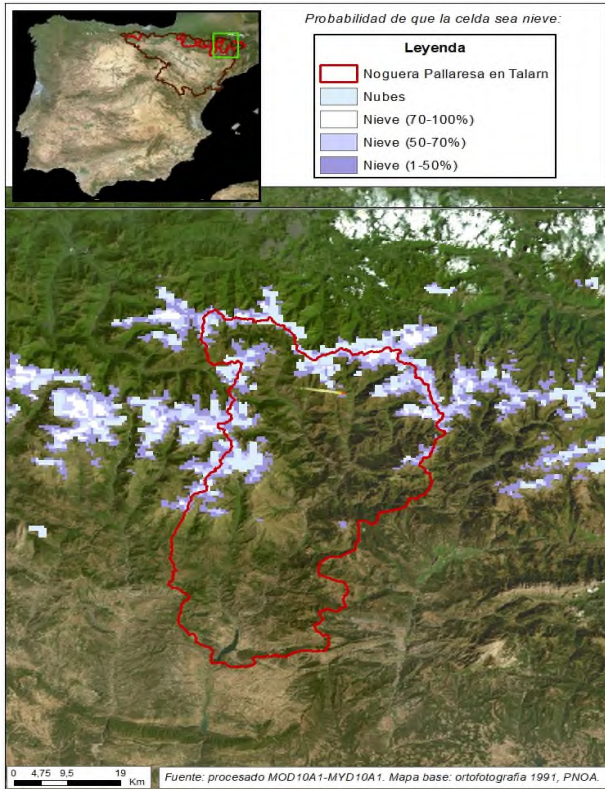 Probabilidad de que la celda sea nieve:
Leyenda
Noguera Pallaresa en Talarn
Nubes
Nieve (70-100%)
Nieve (50-70%)
Nieve (1-50%)
0 4,75 9,5 19
Km
Fuente: procesado MOD10A1-MYD10A1. Mapa base: ortofotografía 1991, PNOA.